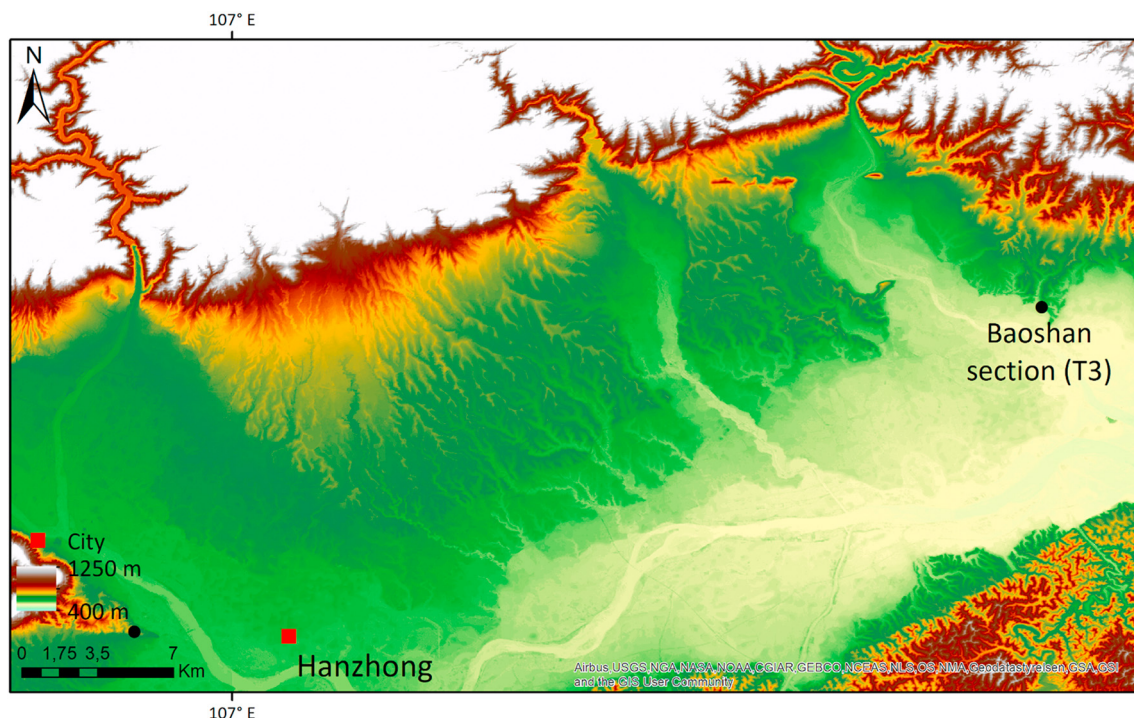 107° E
N
Baoshan
section (T3)
City
1250 m
400 m
0 1,75 3,5 7
Km
Hanzhong
Airbus,USGS,NGA,NASA,NOAA,CGIAR,GEBCO,NCEAS,NLS,OS,NMA,Geodatastyrelsen,GSA,GSI
and the GIS User Community
107° E